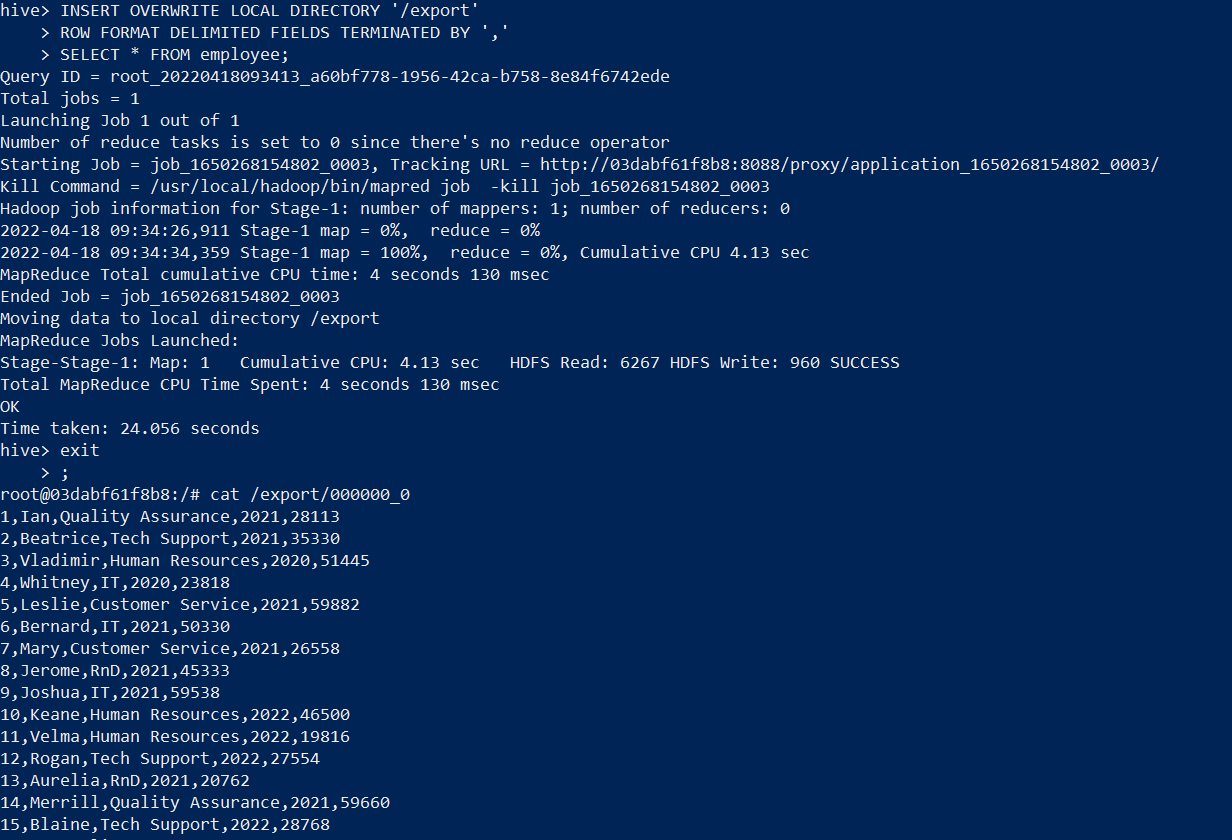 hive> INSERT OVERWRITE LOCAL DIRECTORY '/export'
    > ROW FORMAT DELIMITED FIELDS TERMINATED BY ','
    > SELECT * FROM employee;
Query ID = root_20220418093413_a60bf778-1956-42ca-b758-8e84f6742ede
Total jobs = 1
Launching Job 1 out of 1
Number of reduce tasks is set to 0 since there's no reduce operator
Starting Job = job_1650268154802_0003, Tracking URL = http://03dabf61f8b8:8088/proxy/application_1650268154802_0003/
Kill Command = /usr/local/hadoop/bin/mapred job  -kill job_1650268154802_0003
Hadoop job information for Stage-1: number of mappers: 1; number of reducers: 0
2022-04-18 09:34:26,911 Stage-1 map = 0%,  reduce = 0%
2022-04-18 09:34:34,359 Stage-1 map = 100%,  reduce = 0%, Cumulative CPU 4.13 sec
MapReduce Total cumulative CPU time: 4 seconds 130 msec
Ended Job = job_1650268154802_0003
Moving data to local directory /export
MapReduce Jobs Launched:
Stage-Stage-1: Map: 1   Cumulative CPU: 4.13 sec   HDFS Read: 6267 HDFS Write: 960 SUCCESS
Total MapReduce CPU Time Spent: 4 seconds 130 msec
OK
Time taken: 24.056 seconds
hive> exit
    > ;
root@03dabf61f8b8:/# cat /export/000000_0
1,Ian,Quality Assurance,2021,28113
2,Beatrice,Tech Support,2021,35330
3,Vladimir,Human Resources,2020,51445
4,Whitney,IT,2020,23818
5,Leslie,Customer Service,2021,59882
6,Bernard,IT,2021,50330
7,Mary,Customer Service,2021,26558
8,Jerome,RnD,2021,45333
9,Joshua,IT,2021,59538
10,Keane,Human Resources,2022,46500
11,Velma,Human Resources,2022,19816
12,Rogan,Tech Support,2022,27554
13,Aurelia,RnD,2021,20762
14,Merrill,Quality Assurance,2021,59660
15,Blaine,Tech Support,2022,28768